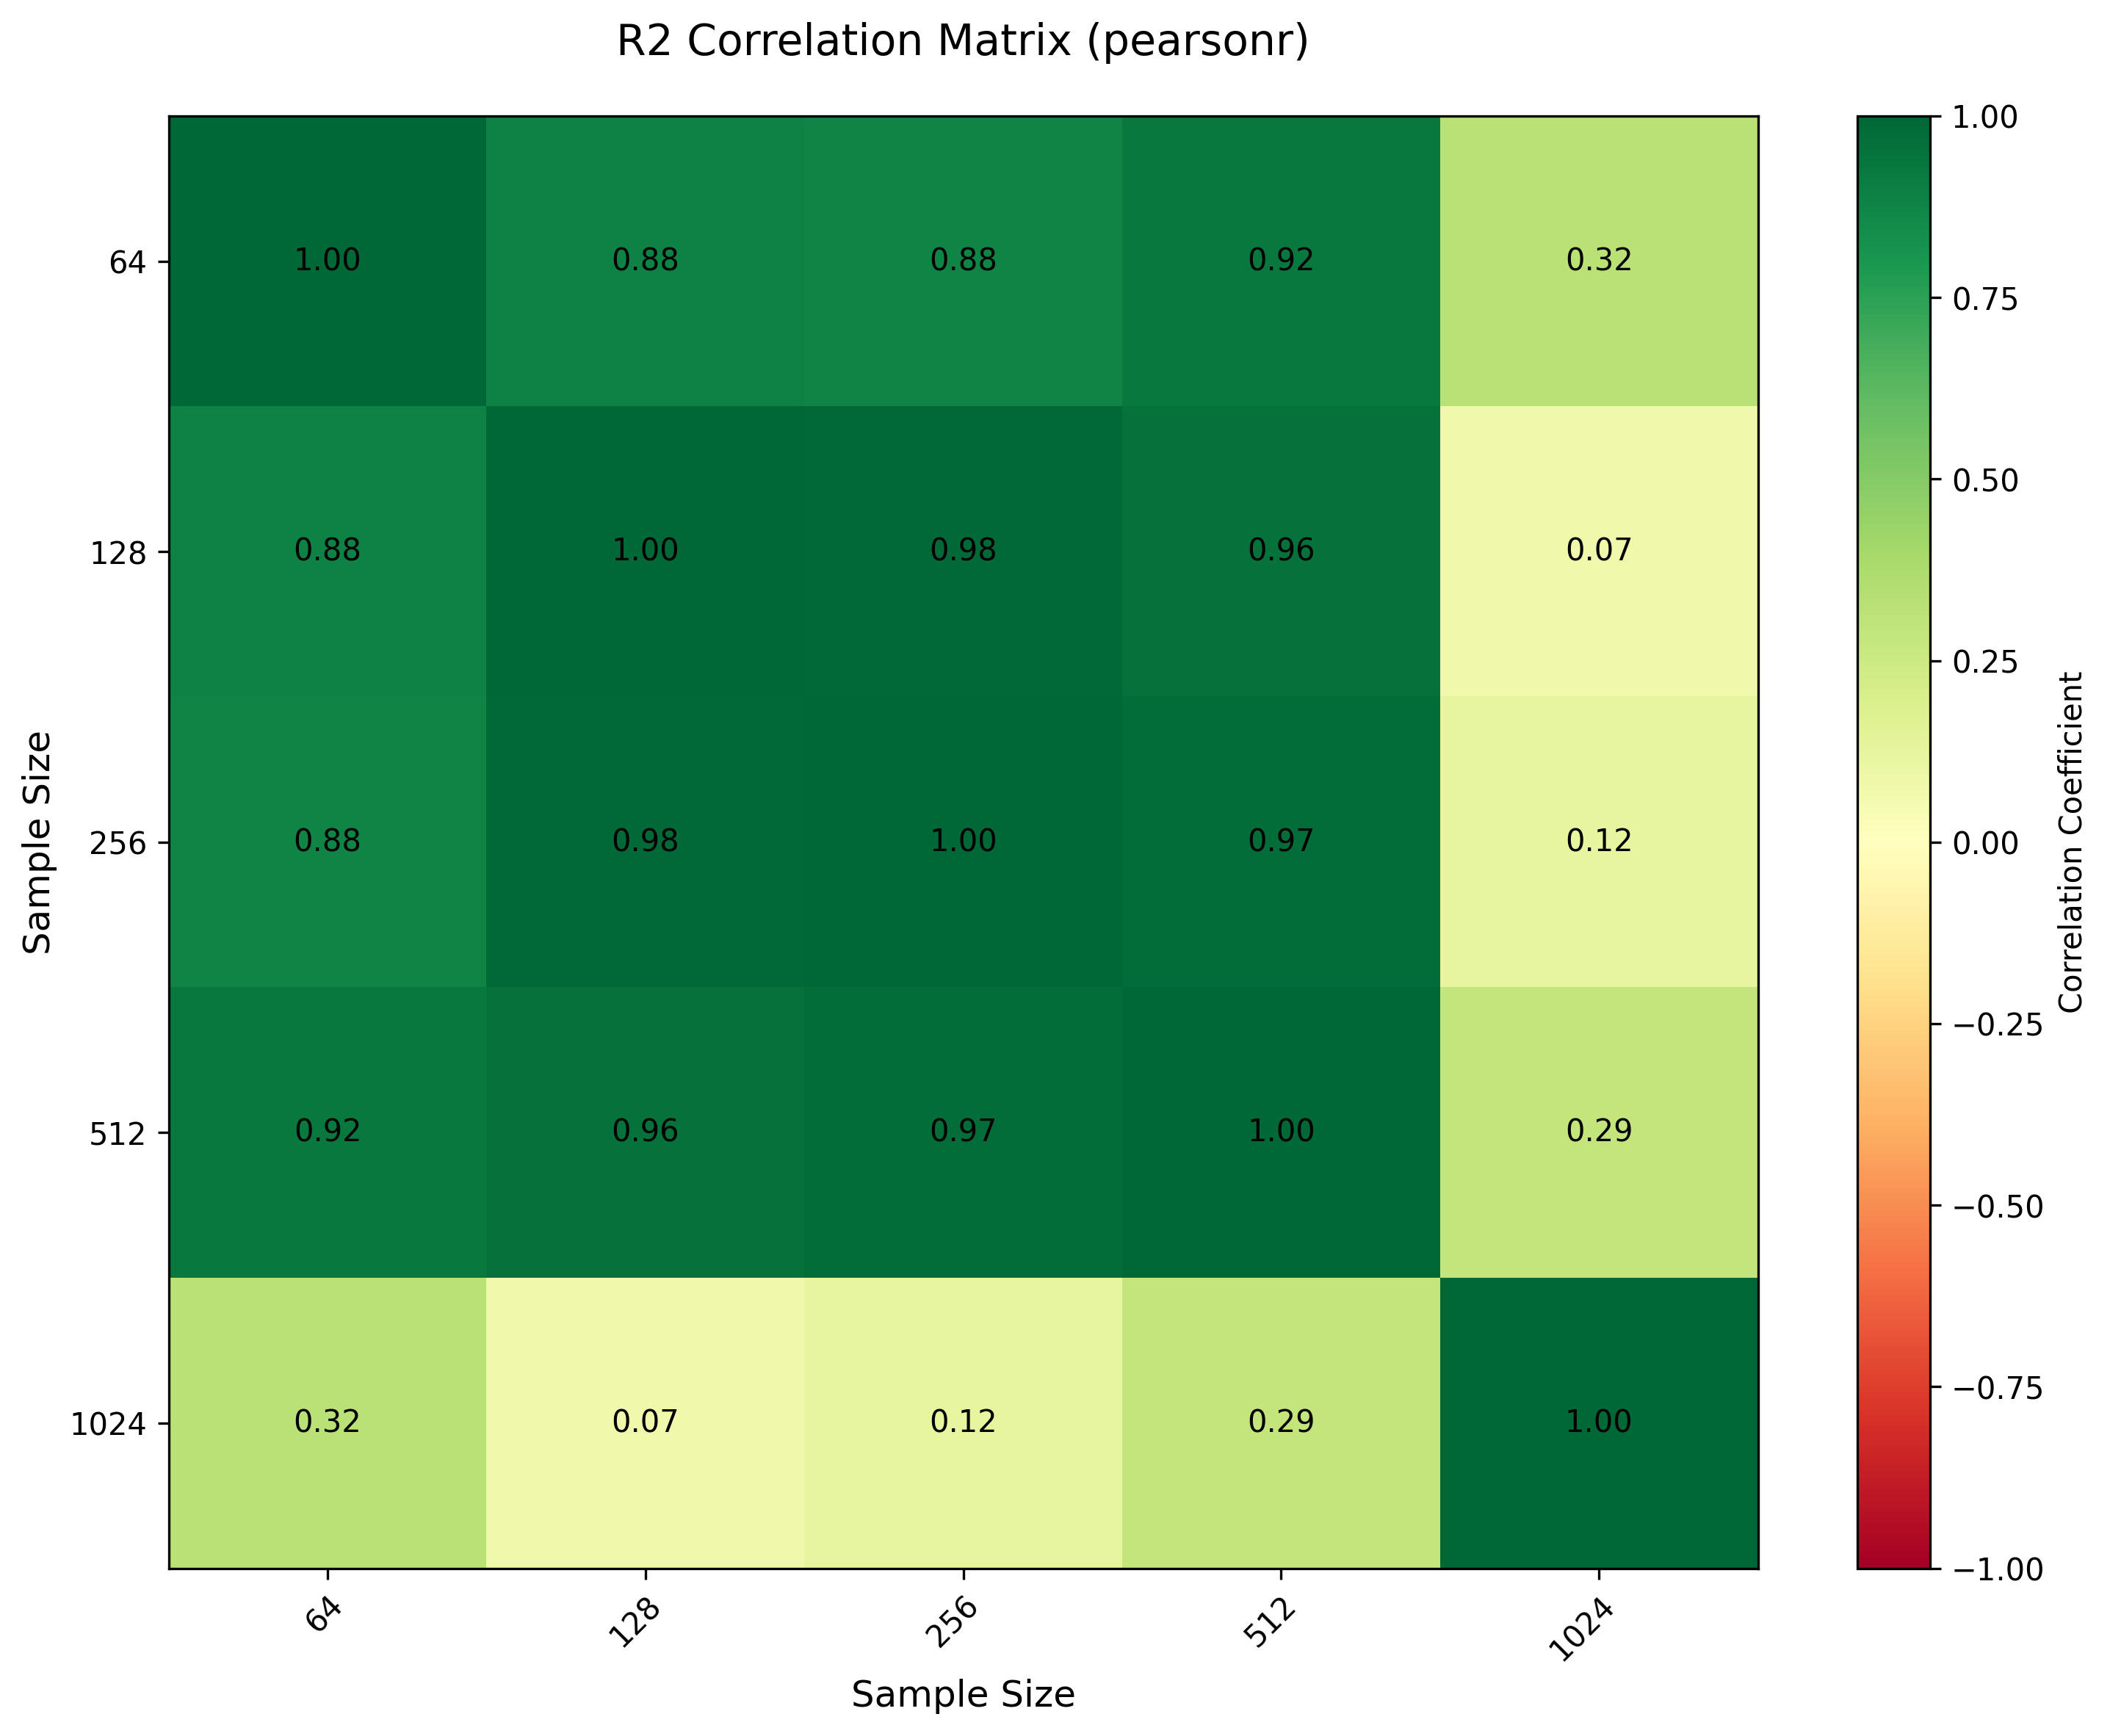 R2 Correlation Matrix (pearsonr)
1.00
64 1.00 0.88 0.88 0.92 0.32
0.75
0.50
128 0.88 1.00 0.98 0.96 0.07
0.25
Sample Size
256 0.88 0.98 1.00 0.97 0.12
0.00
Correlation Coefficient
−0.25
512 0.92 0.96 0.97 1.00 0.29
−0.50
−0.75
1024 0.32 0.07 0.12 0.29 1.00
−1.00
64 128 256 512 1024
Sample Size